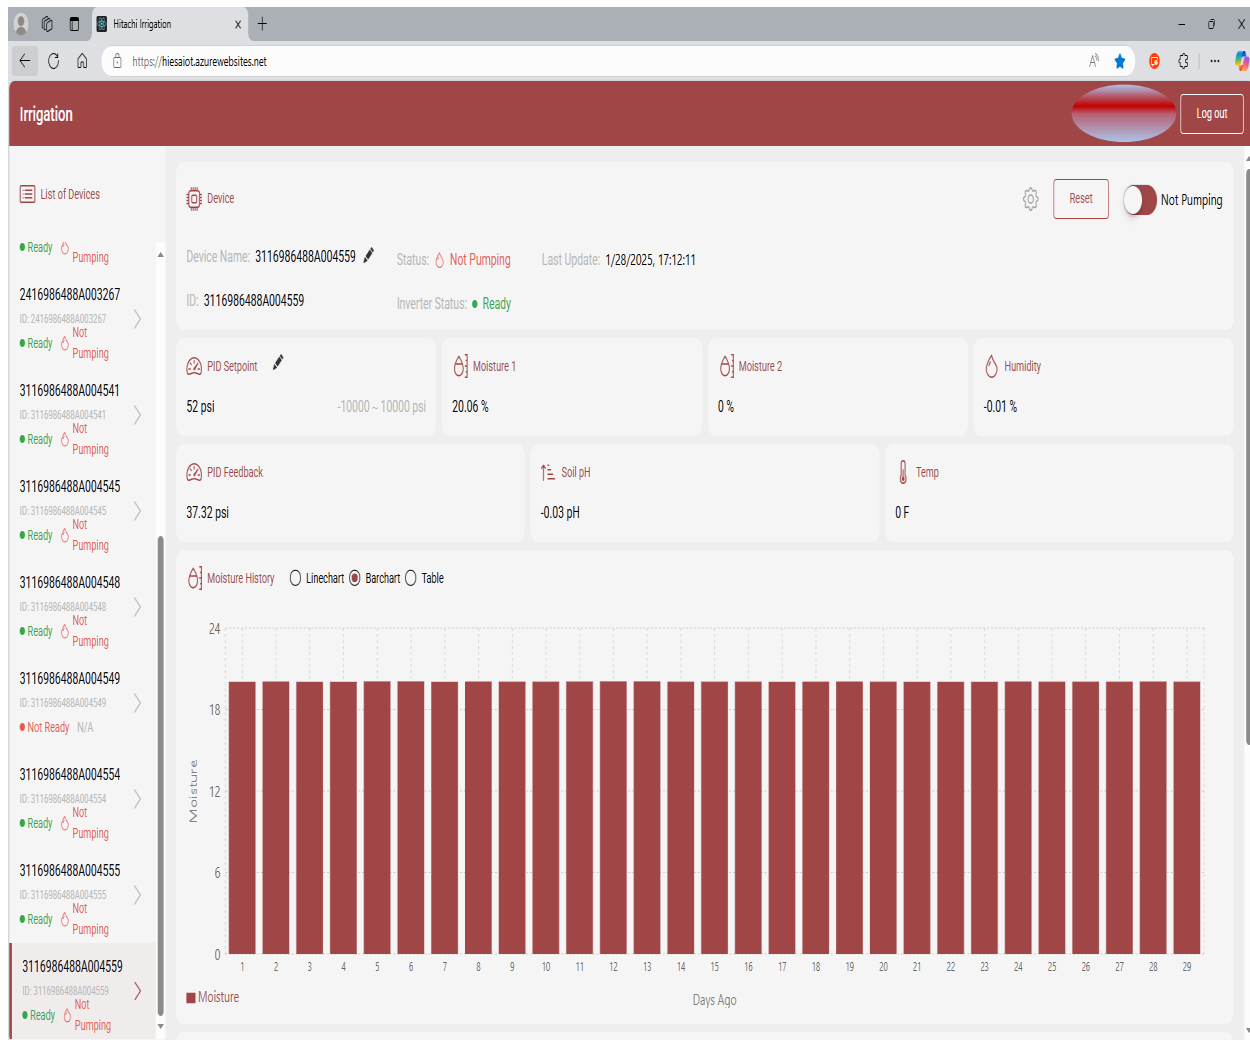 Hitachi Irrigation
https://hiesaiot.azurewebsites.net
Irrigation
Log out
List of Devices
Ready
Pumping
2416986488A003267
ID: 2416986488A003267
Ready Not Pumping
3116986488A004541
ID: 3116986488A004541
Ready Not Pumping
3116986488A004545
ID: 3116986488A004545
Ready Not Pumping
3116986488A004548
ID: 3116986488A004548
Ready Not Pumping
3116986488A004549
ID: 3116986488A004549
Not Ready N/A
3116986488A004554
ID: 3116986488A004554
Ready Not Pumping
3116986488A004555
ID: 3116986488A004555
Ready Not Pumping
3116986488A004559
ID: 3116986488A004559
Ready Not Pumping
Device
Reset
Not Pumping
Device Name: 3116986488A004559
Status: Not Pumping
Last Update: 1/28/2025, 17:12:11
ID: 3116986488A004559
Inverter Status: Ready
PID Setpoint
52 psi
-10000 ~ 10000 psi
Moisture 1
20.06 %
Moisture 2
0 %
Humidity
-0.01 %
PID Feedback
37.32 psi
Soil pH
-0.03 pH
Temp
0 F
Moisture History Linechart Barchart Table
24
18
12
6
0
Moisture
1 2 3 4 5 6 7 8 9 10 11 12 13 14 15 16 17 18 19 20 21 22 23 24 25 26 27 28 29
Moisture
Days Ago